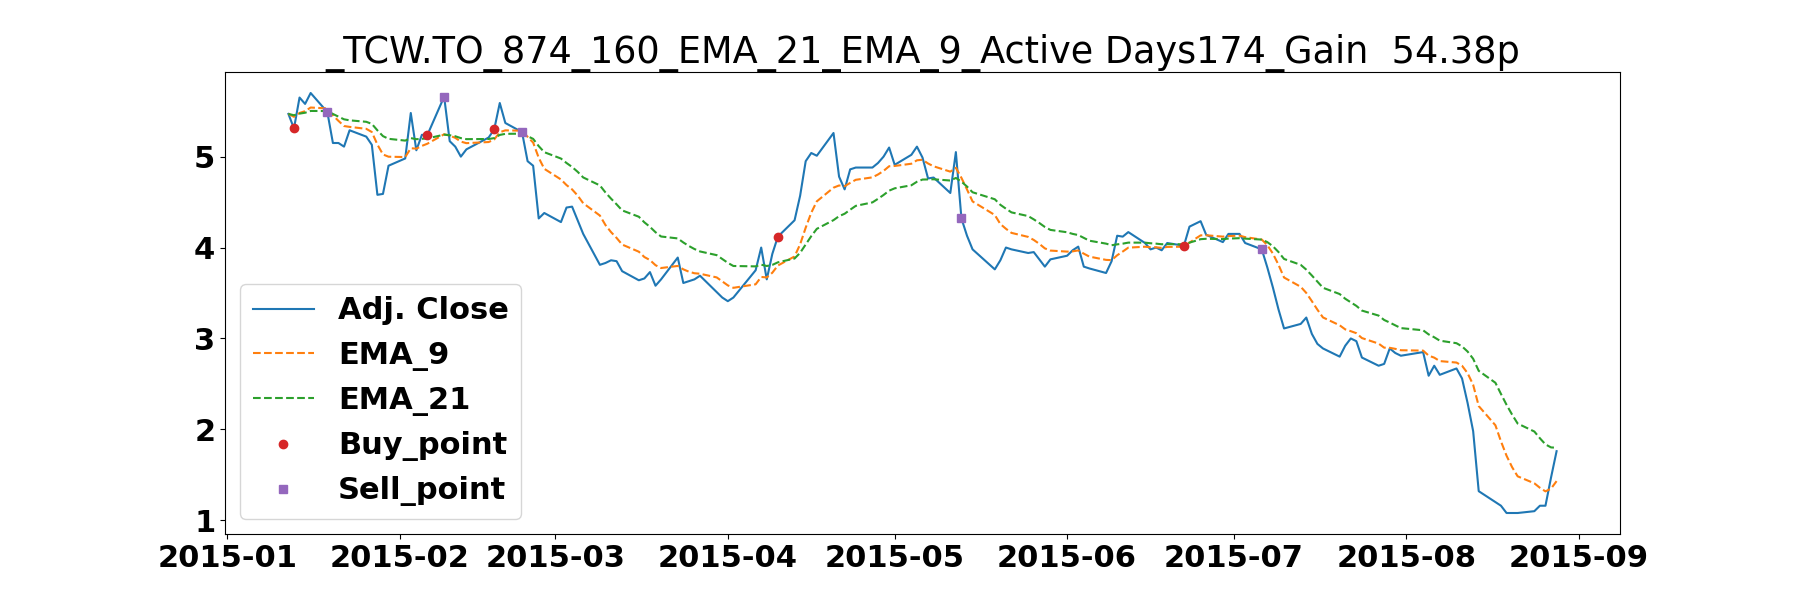 _TCW.TO_874_160_EMA_21_EMA_9_Active Days174_Gain  54.38p
5
4
3
2
1
Adj. Close
EMA_9
EMA_21
Buy_point
Sell_point
2015-01 2015-02 2015-03 2015-04 2015-05 2015-06 2015-07 2015-08 2015-09